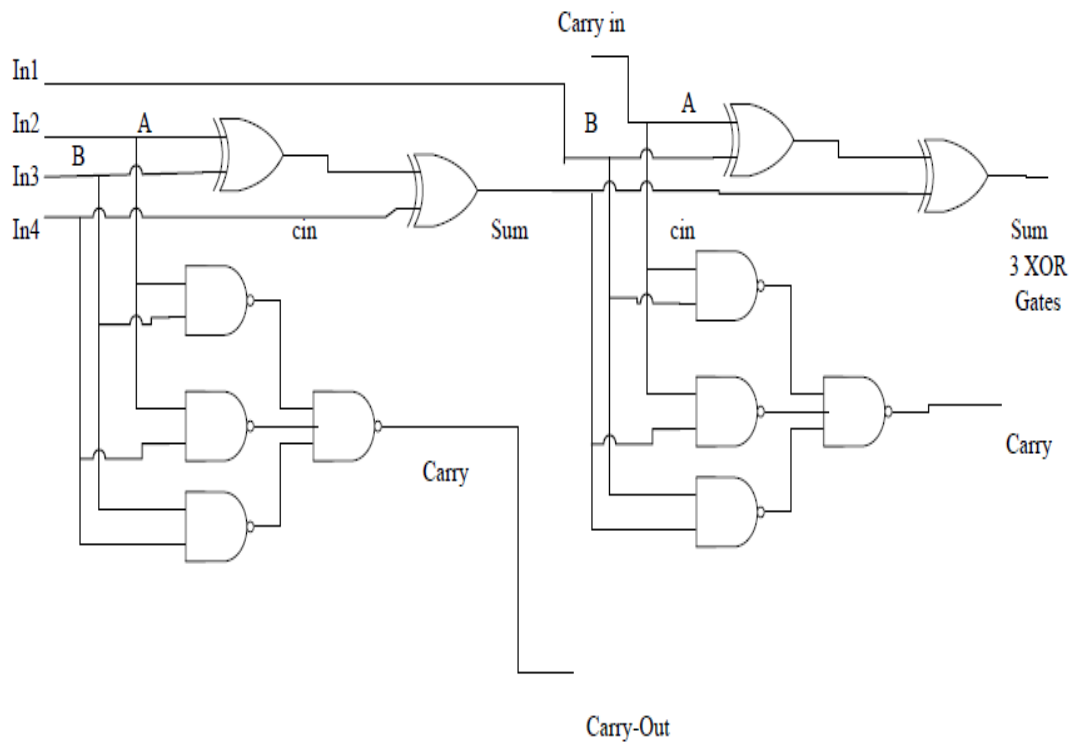 Carry in
In1
In2
A
A
B
B
In3
In4
cin
Sum
cin
Sum
3 XOR
Gates
Carry
Carry
Carry-Out